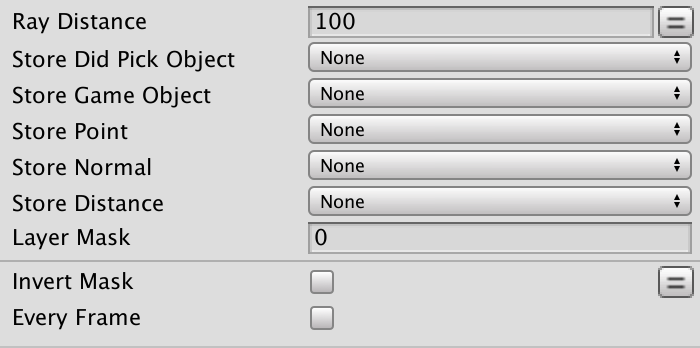 Ray Distance 100
Store Did Pick Object None
Store Game Object None
Store Point None
Store Normal None
Store Distance None
Layer Mask 0
Invert Mask
Every Frame